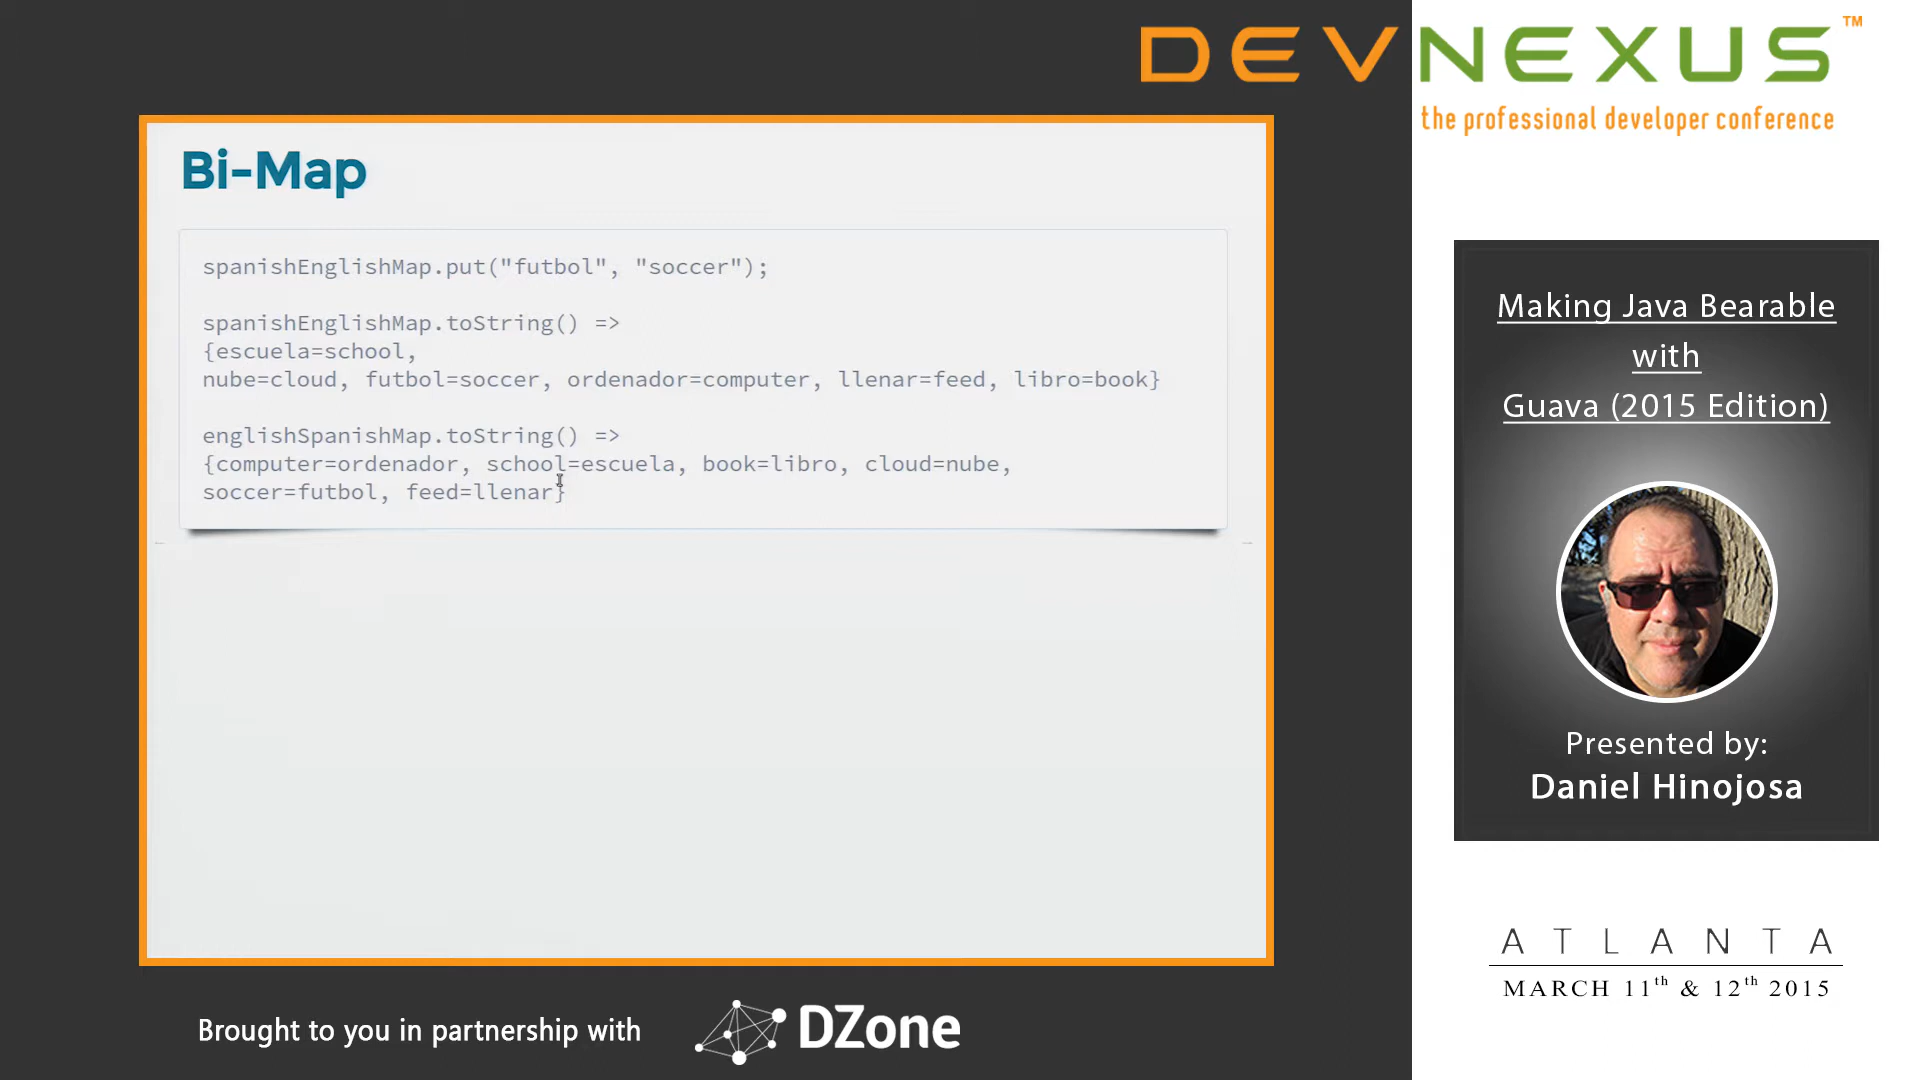 DEVNEXUS™
the professional developer conference
Bi-Map
spanishEnglishMap.put("futbol", "soccer");
spanishEnglishMap.toString() =>
{escuela=school,
nube=cloud, futbol=soccer, ordenador=computer, llenar=feed, libro=book}
englishSpanishMap.toString() =>
{computer=ordenador, school=escuela, book=libro, cloud=nube,
soccer=futbol, feed=llenar}
Making Java Bearable
with
Guava (2015 Edition)
Presented by:
Daniel Hinojosa
ATLANTA
MARCH 11th & 12th 2015
Brought to you in partnership with
DZone